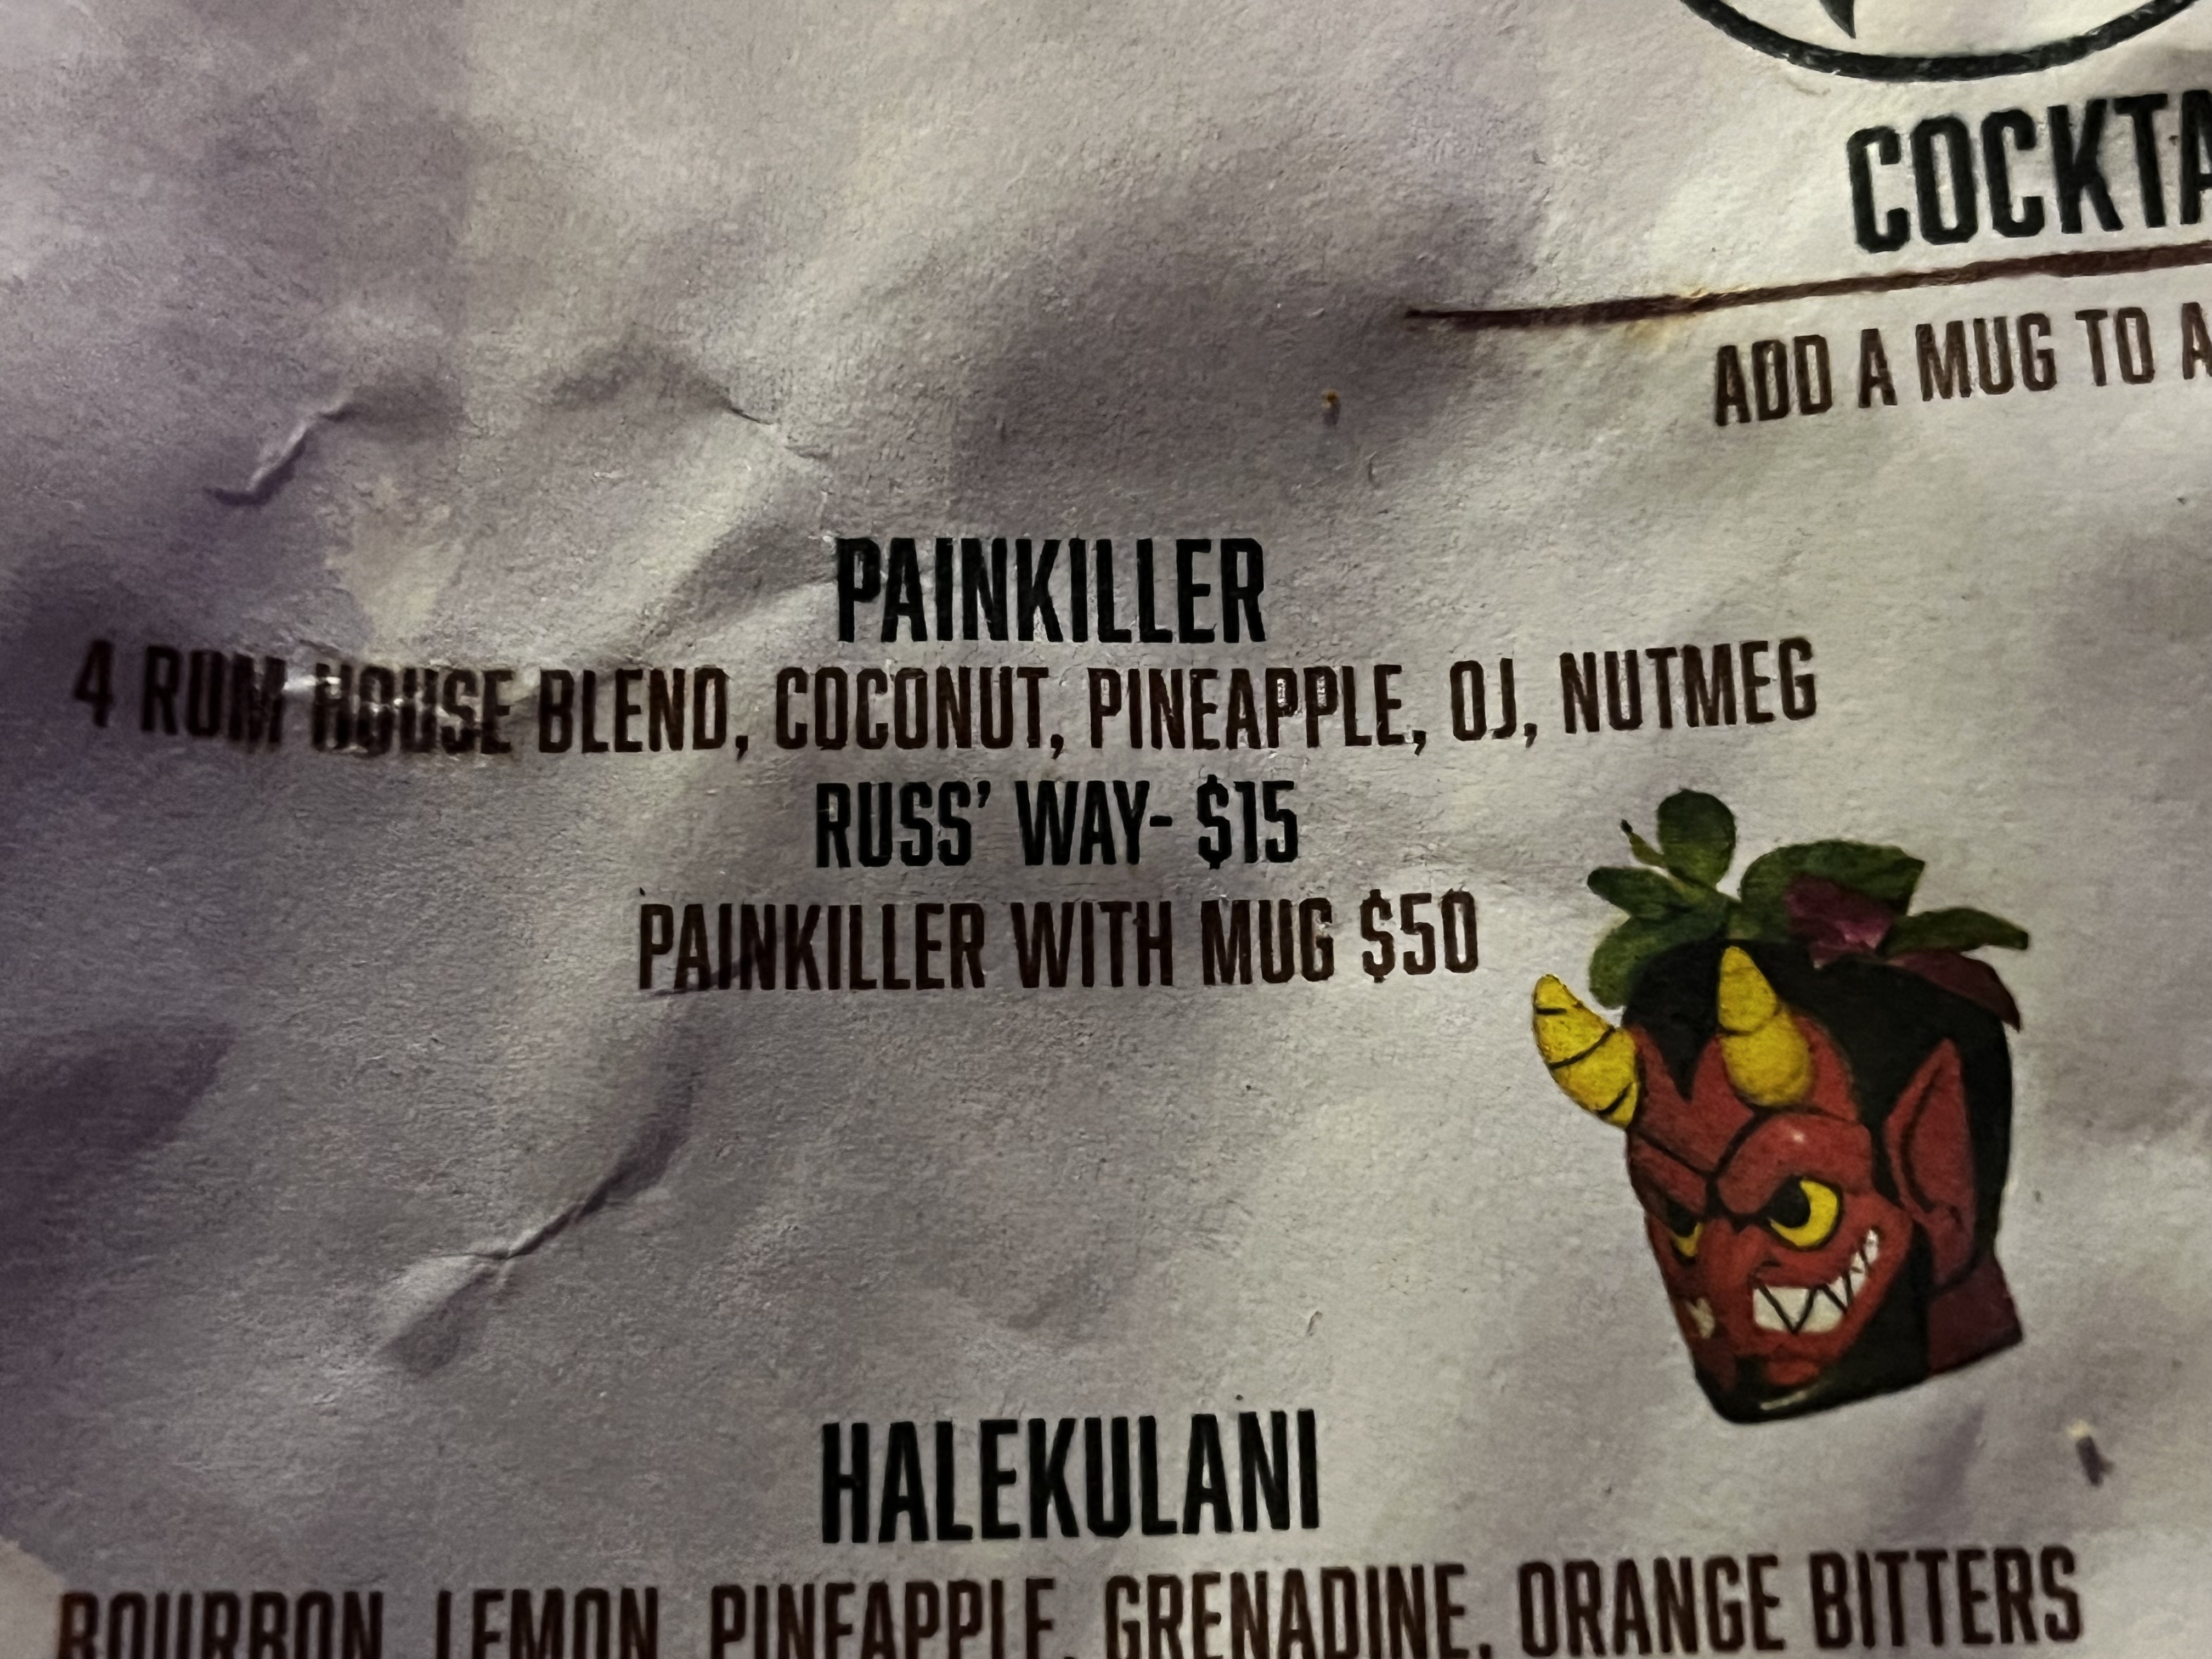 COCKTA
ADD A MUG TO A
PAINKILLER
4 RUM HOUSE BLEND, COCONUT, PINEAPPLE, OJ, NUTMEG
RUSS' WAY- $15
PAINKILLER WITH MUG $50
HALEKULANI
BOURBON, LEMON, PINEAPPLE, GRENADINE, ORANGE BITTERS